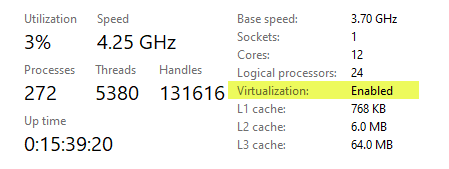 Utilization Speed
3% 4.25 GHz
Processes Threads Handles
272 5380 131616
Up time
0:15:39:20
Base speed: 3.70 GHz
Sockets: 1
Cores: 12
Logical processors: 24
Virtualization: Enabled
L1 cache: 768 KB
L2 cache: 6.0 MB
L3 cache: 64.0 MB